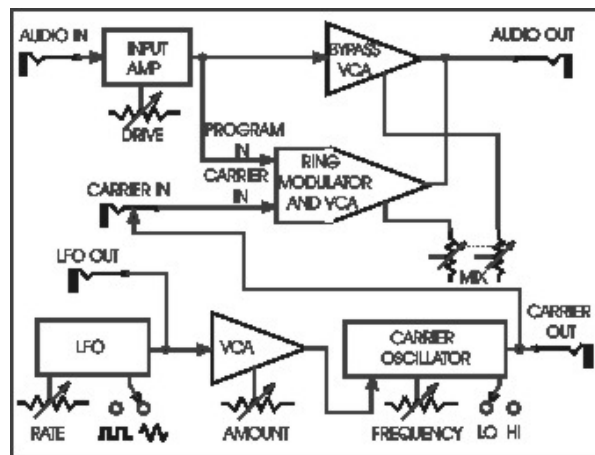 AUDIO IN
INPUT
AMP
BYPASS
VCA
AUDIO OUT
DRIVE
PROGRAM
IN
CARRIER IN
CARRIER
IN
RING
MODULATOR
AND VCA
LFO OUT
MIX
CARRIER
OUT
LFO
VCA
CARRIER
OSCILLATOR
RATE
AMOUNT
FREQUENCY
LO HI